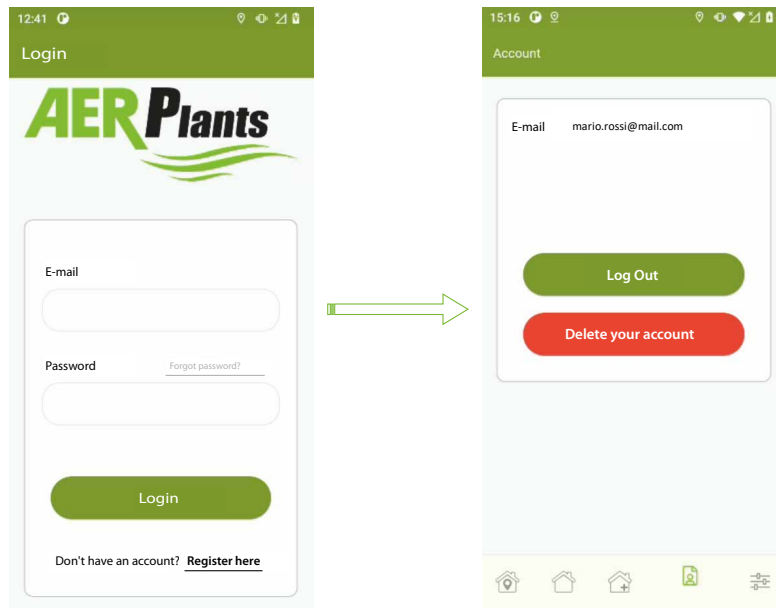 12:41
Login
AER Plants
E-mail
Password Forgot password?
Login
Don't have an account? Register here
15:16
Account
E-mail mario.rossi@mail.com
Log Out
Delete your account